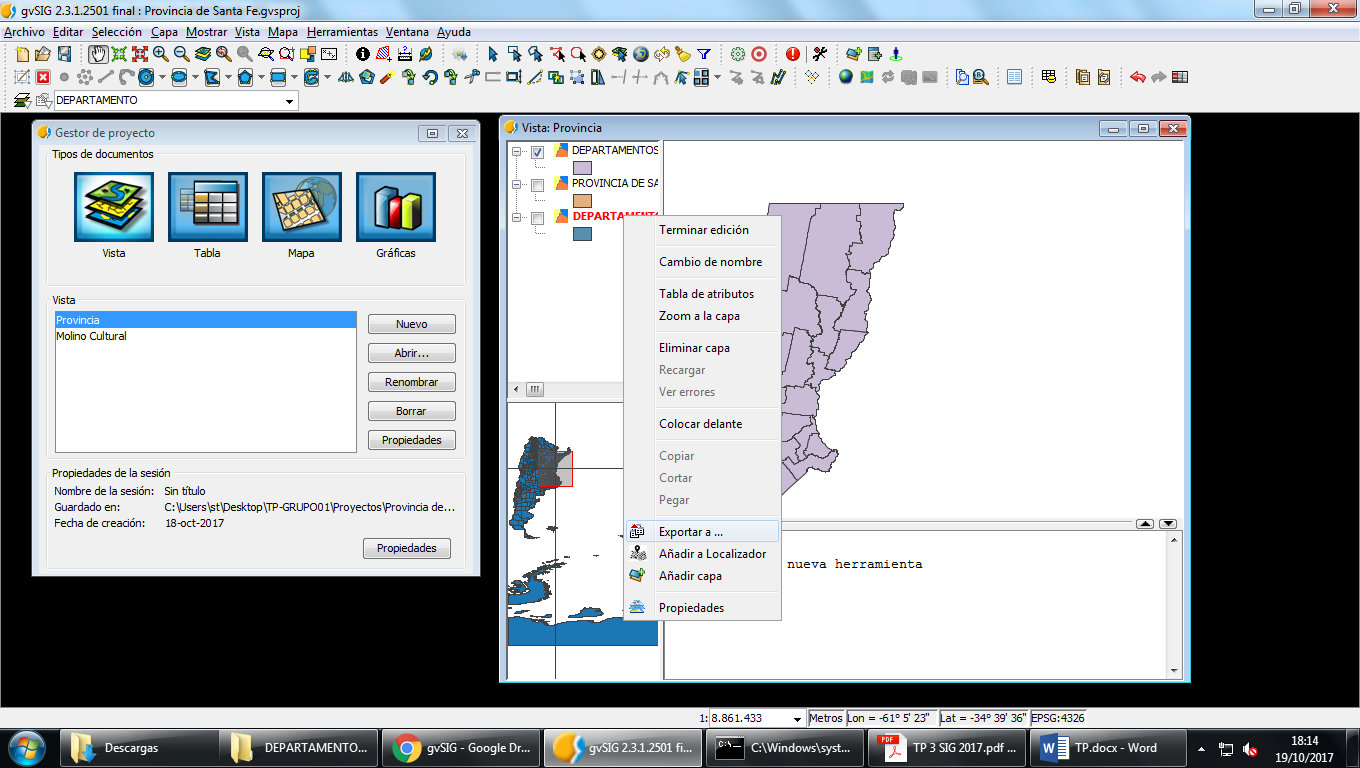 gvSIG 2.3.1.2501 final : Provincia de Santa Fe.gvsproj
Archivo Editar Selección Capa Mostrar Vista Mapa Herramientas Ventana Ayuda
DEPARTAMENTO
Gestor de proyecto
Tipos de documentos
Vista Tabla Mapa Gráficas
Vista
Provincia
Molino Cultural
Nuevo
Abrir...
Renombrar
Borrar
Propiedades
Propiedades de la sesión
Nombre de la sesión: Sin título
Guardado en: C:\Users\st\Desktop\TP-GRUPO01\Proyectos\Provincia de...
Fecha de creación: 18-oct-2017
Propiedades
Vista: Provincia
DEPARTAMENTOS
PROVINCIA DE SA
DEPARTAMENTO
Terminar edición
Cambio de nombre
Tabla de atributos
Zoom a la capa
Eliminar capa
Recargar
Ver errores
Colocar delante
Copiar
Cortar
Pegar
Exportar a ...
Añadir a Localizador
Añadir capa
Propiedades
nueva herramienta
1: 8.861.433 Metros Lon = -61° 5' 23" Lat = -34° 39' 36" EPSG:4326
Descargas
DEPARTAMENTO...
gvSIG - Google Dr...
gvSIG 2.3.1.2501 fi...
C:\Windows\syst...
TP 3 SIG 2017.pdf ...
TP.docx - Word
18:14
19/10/2017